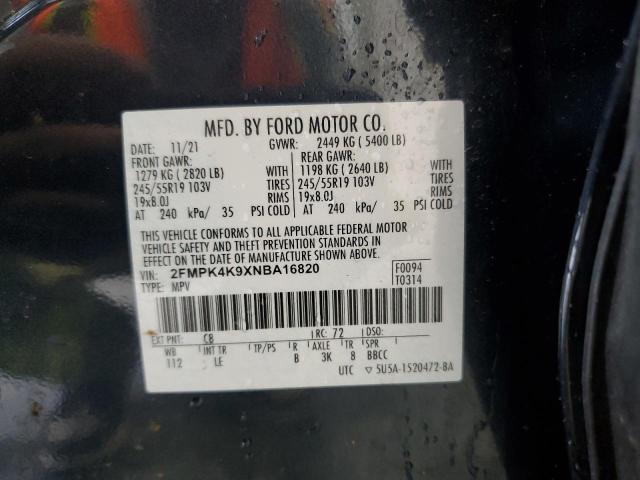 MFD. BY FORD MOTOR CO.
DATE: 11/21 GVWR: 2449 KG ( 5400 LB)
FRONT GAWR: REAR GAWR:
1279 KG ( 2820 LB) WITH 1198 KG ( 2640 LB) WITH
245/55R19 103V TIRES 245/55R19 103V TIRES
19x8.0J RIMS 19x8.0J RIMS
AT 240 kPa/ 35 PSI COLD AT 240 kPa/ 35 PSI COLD
THIS VEHICLE CONFORMS TO ALL APPLICABLE FEDERAL MOTOR
VEHICLE SAFETY AND THEFT PREVENTION STANDARDS IN
EFFECT ON THE DATE OF MANUFACTURE SHOWN ABOVE.
VIN: 2FMPK4K9XNBA16820 F0094
TYPE: MPV T0314
EXT PNT: C8 RC: 72 DSO:
WB INT TR TP/PS R AXLE TR SPR
112 LE B 3K 8 BBCC
UTC ▽ 5U5A-1520472-BA